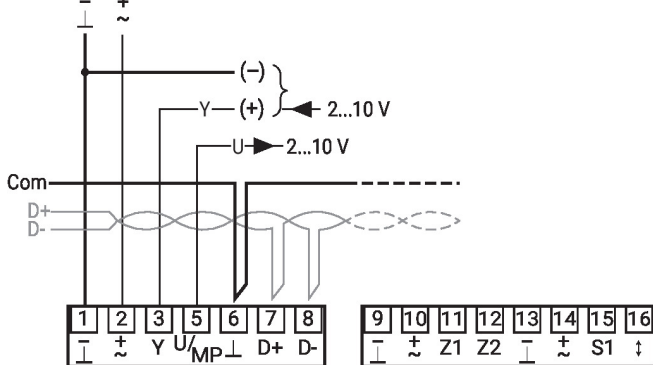 − +
⊥ ~
(−)
Y (+) 2...10 V
U 2...10 V
Com
D+
D-
1 2 3 5 6 7 8 9 10 11 12 13 14 15 16
− + Y U/MP ⊥ D+ D- − + Z1 Z2 − + S1 ↕
⊥ ~ ⊥ ~ ⊥ ~